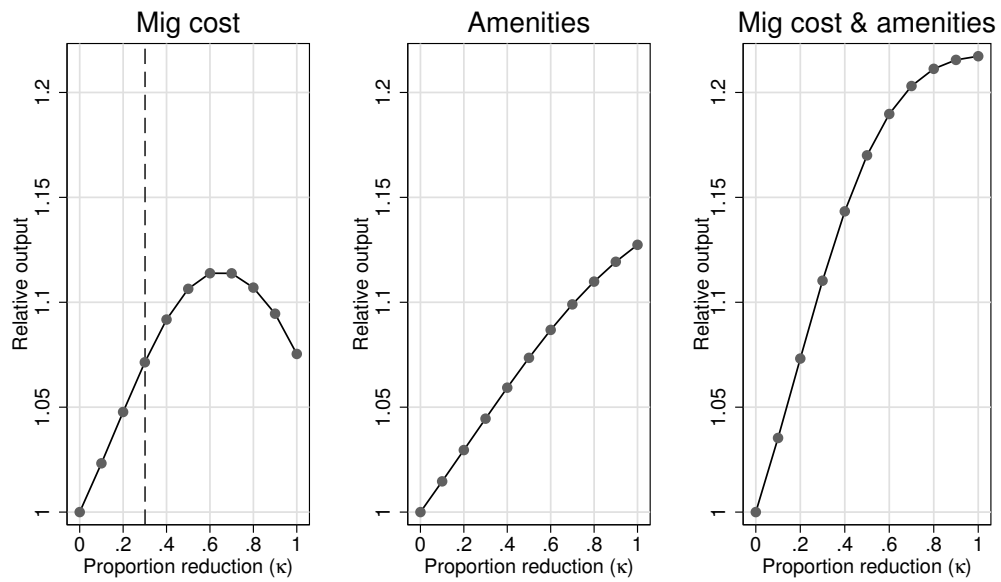 Mig cost
Relative output
1.2
1.15
1.1
1.05
1
0 .2 .4 .6 .8 1
Proportion reduction (κ)
Amenities
Relative output
1.2
1.15
1.1
1.05
1
0 .2 .4 .6 .8 1
Proportion reduction (κ)
Mig cost & amenities
Relative output
1.2
1.15
1.1
1.05
1
0 .2 .4 .6 .8 1
Proportion reduction (κ)